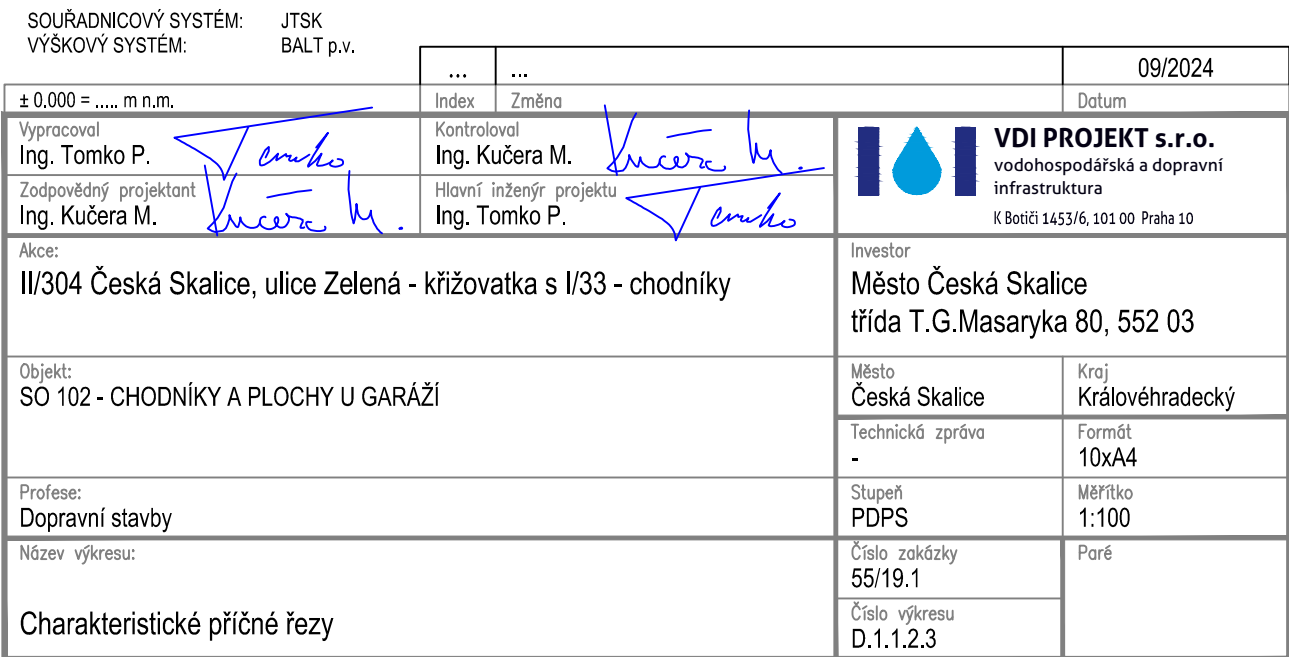 SOUŘADNICOVÝ SYSTÉM: JTSK
VÝŠKOVÝ SYSTÉM: BALT p.v.
... ... 09/2024
± 0.000 = ..... m n.m. Index Změna Datum
Vypracoval
Ing. Tomko P. Tomko
Kontroloval
Ing. Kučera M. Kučera M.
VDI PROJEKT s.r.o.
vodohospodářská a dopravní
infrastruktura
K Botiči 1453/6, 101 00 Praha 10
Zodpovědný projektant
Ing. Kučera M. Kučera M.
Hlavní inženýr projektu
Ing. Tomko P. Tomko
Akce:
II/304 Česká Skalice, ulice Zelená - křižovatka s I/33 - chodníky
Investor
Město Česká Skalice
třída T.G.Masaryka 80, 552 03
Objekt:
SO 102 - CHODNÍKY A PLOCHY U GARÁŽÍ
Město
Česká Skalice
Kraj
Královéhradecký
Technická zpráva
-
Formát
10xA4
Profese:
Dopravní stavby
Stupeň
PDPS
Měřítko
1:100
Název výkresu:
Charakteristické příčné řezy
Číslo zakázky
55/19.1
Paré
Číslo výkresu
D.1.1.2.3